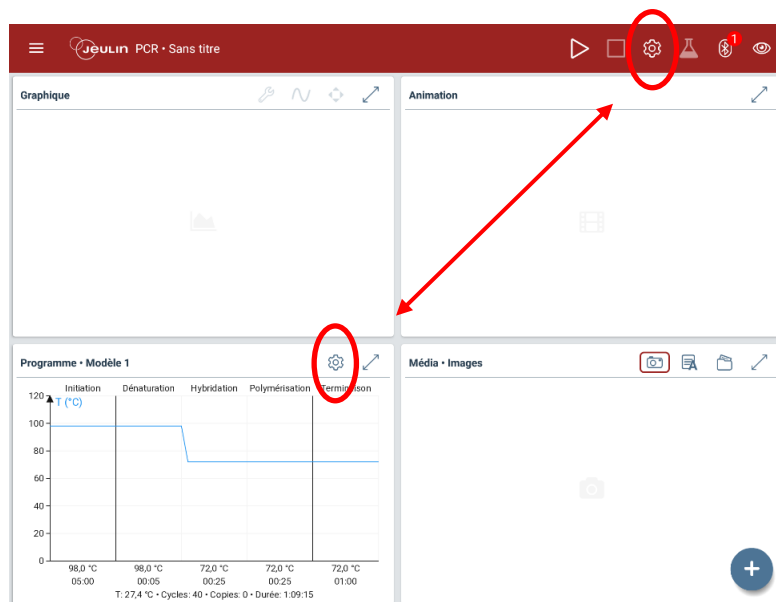 Jeulin PCR • Sans titre
1
Graphique
Animation
Programme • Modèle 1
Média • Images
Initiation Dénaturation Hybridation Polymérisation Terminaison
T (°C)
120
100
80
60
40
20
0
98,0 °C 98,0 °C 72,0 °C 72,0 °C 72,0 °C
05:00 00:05 00:25 00:25 01:00
T: 27,4 °C • Cycles: 40 • Copies: 0 • Durée: 1:09:15